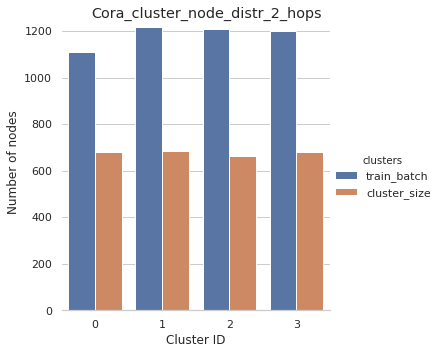 Cora_cluster_node_distr_2_hops
1200
1000
800
600
400
200
0
Number of nodes
0 1 2 3
Cluster ID
clusters
train_batch
cluster_size